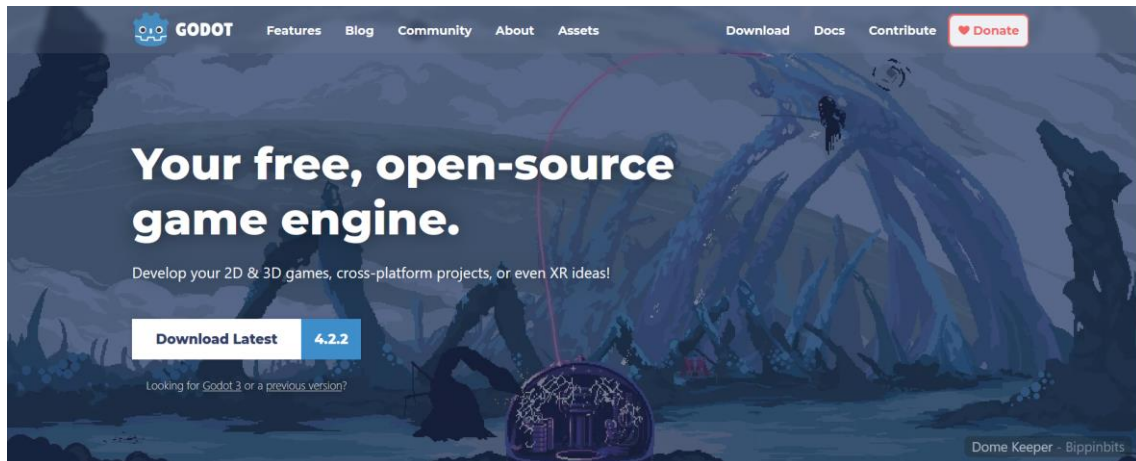 GODOT Features Blog Community About Assets Download Docs Contribute Donate
Your free, open-source
game engine.
Develop your 2D & 3D games, cross-platform projects, or even XR ideas!
Download Latest 4.2.2
Looking for Godot 3 or a previous version?
Dome Keeper - Bippinbits